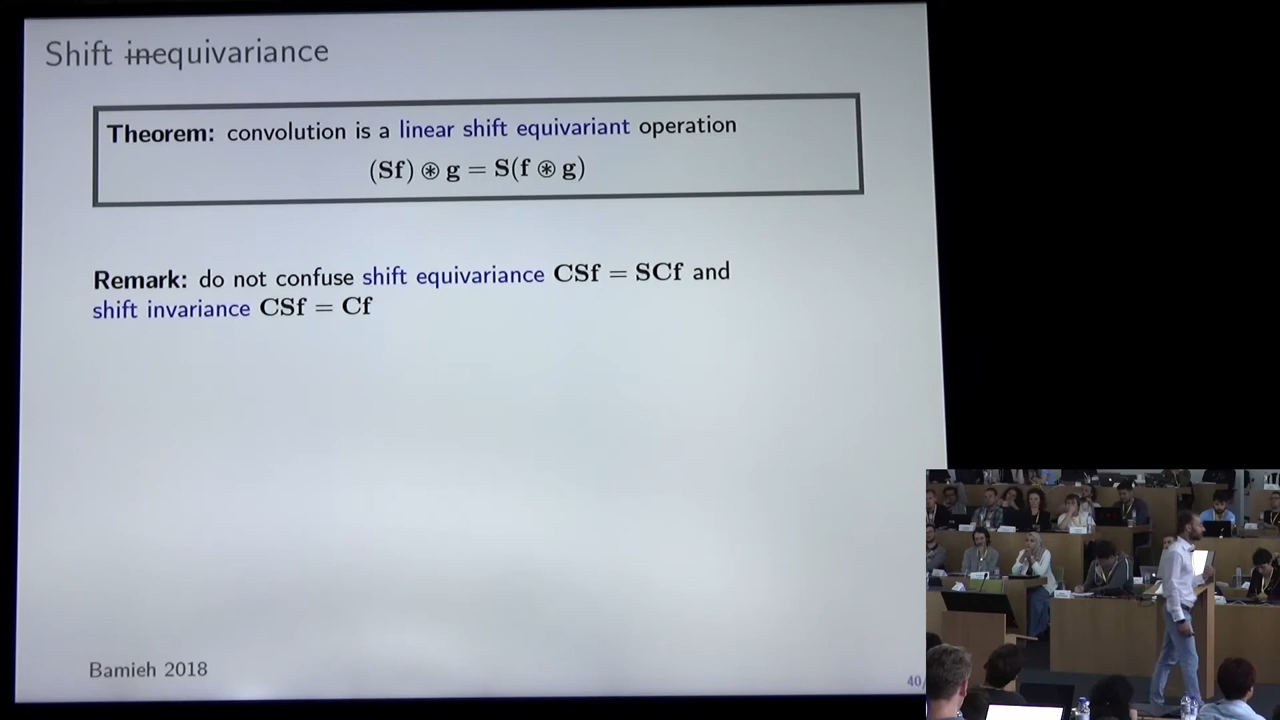 Shift inequivariance
Theorem: convolution is a linear shift equivariant operation
(Sf) ⊛ g = S(f ⊛ g)
Remark: do not confuse shift equivariance CSf = SCf and
shift invariance CSf = Cf
Bamieh 2018
40/